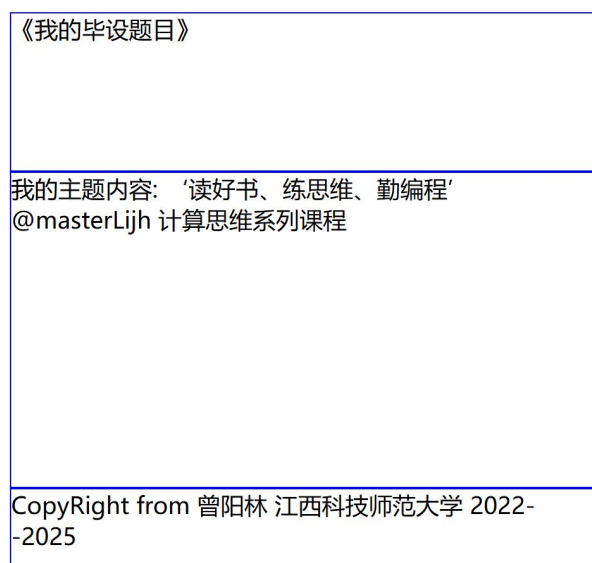 《我的毕设题目》
我的主题内容: ‘读好书、练思维、勤编程’
@masterLijh 计算思维系列课程
CopyRight from 曾阳林 江西科技师范大学 2022-
-2025